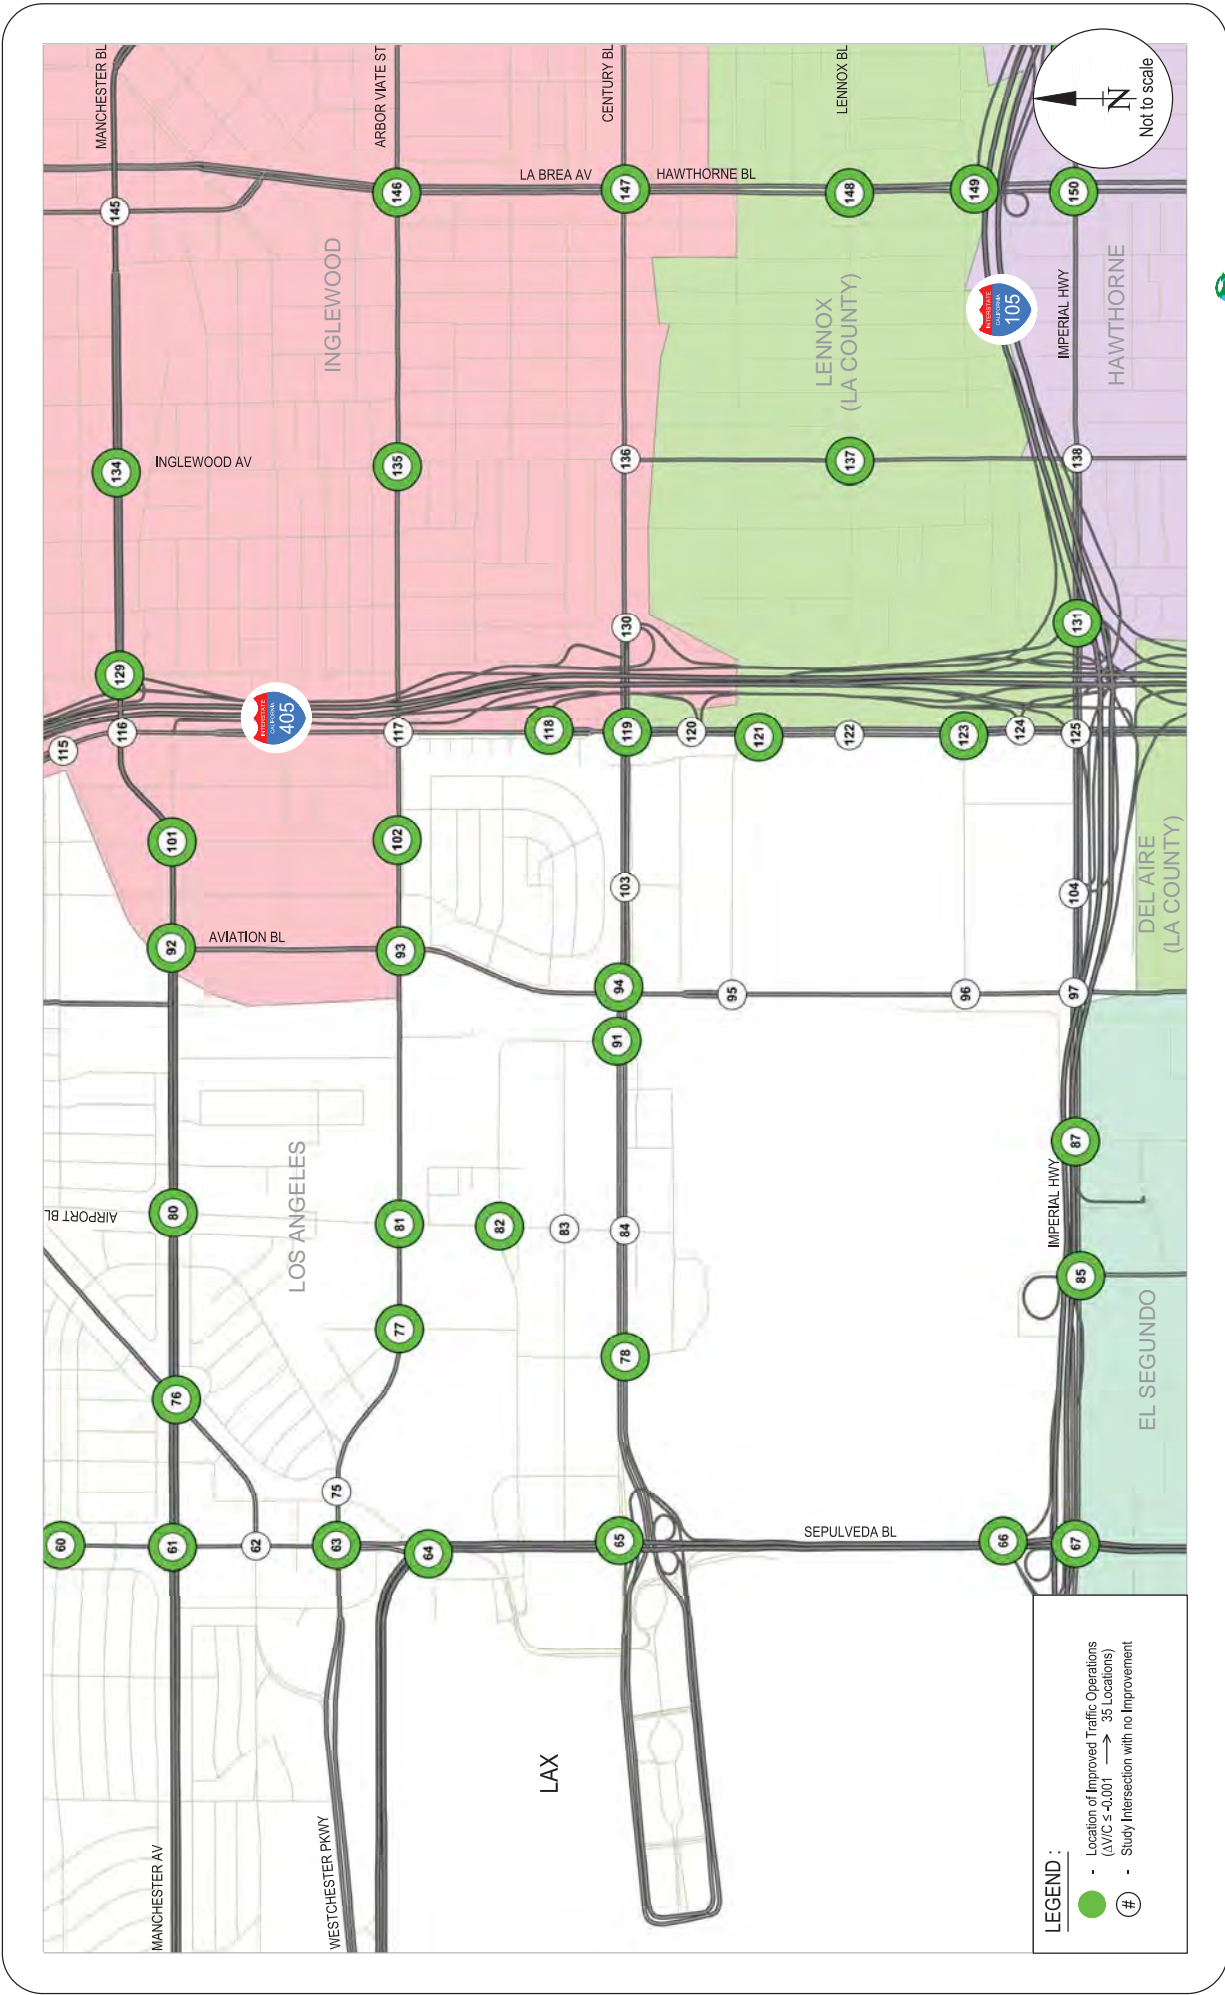 MANCHESTER BL
ARBOR VIATE ST
CENTURY BL
LENNOX BL
N
Not to scale
145
146
LA BREA AV
147
HAWTHORNE BL
148
149
150
INGLEWOOD
LENNOX
(LA COUNTY)
INTERSTATE
CALIFORNIA
105
IMPERIAL HWY
HAWTHORNE
134
INGLEWOOD AV
135
136
137
138
129
130
131
115
116
INTERSTATE
CALIFORNIA
405
117
118
119
120
121
122
123
124
125
101
102
103
104
DEL AIRE
(LA COUNTY)
92
AVIATION BL
93
94
95
96
97
91
AIRPORT BL
80
LOS ANGELES
81
82
83
84
87
IMPERIAL HWY
85
76
77
78
EL SEGUNDO
75
60
61
62
63
64
65
SEPULVEDA BL
66
67
LAX
MANCHESTER AV
WESTCHESTER PKWY
LEGEND :
- Location of Improved Traffic Operations
(ΔV/C ≤ -0.001 → 35 Locations)
# - Study Intersection with no Improvement